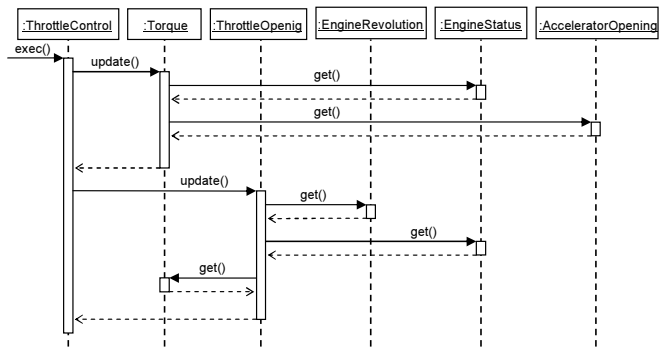 :ThrottleControl
:Torque
:ThrottleOpenig
:EngineRevolution
:EngineStatus
:AcceleratorOpening
exec()
update()
get()
get()
update()
get()
get()
get()